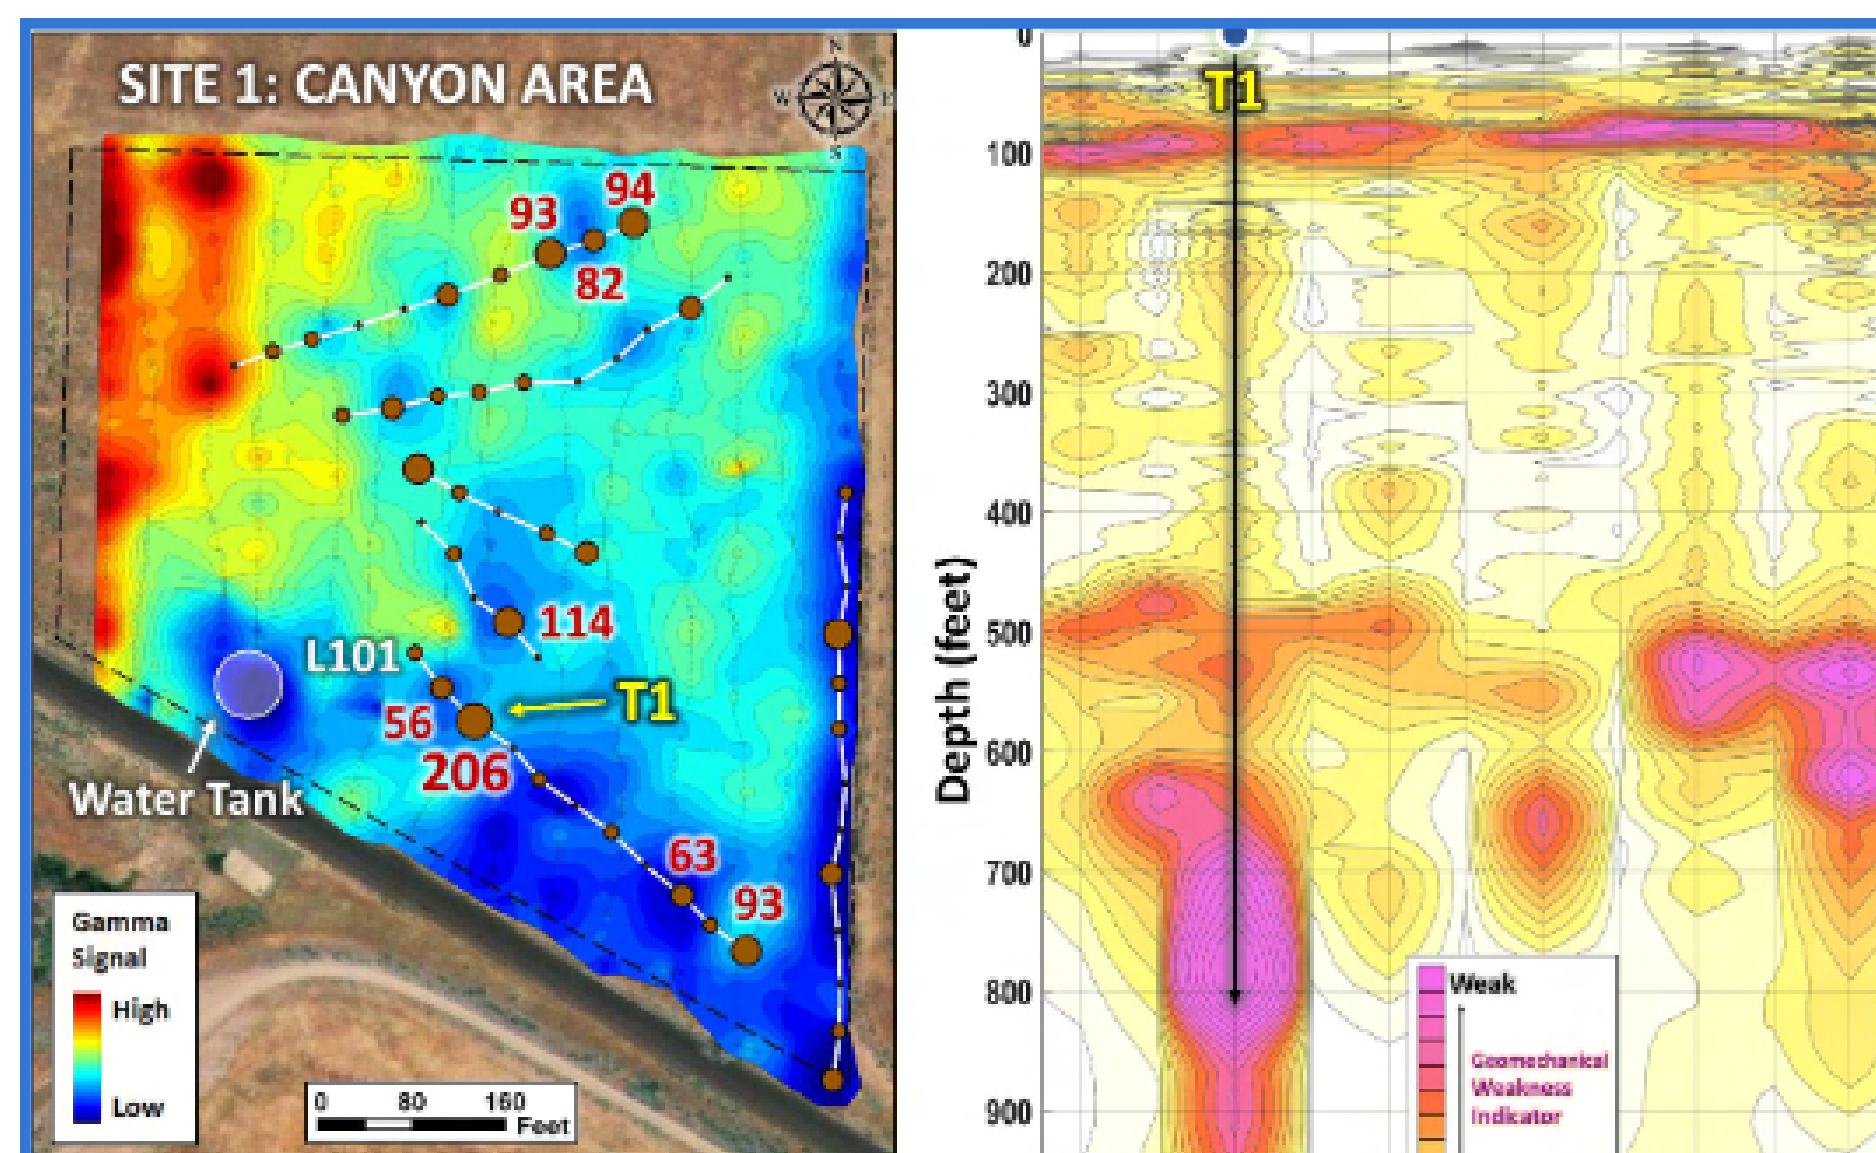 SITE 1: CANYON AREA
N
W
E
S
94
93
82
114
L101
T1
56
206
Water Tank
63
93
Gamma
Signal
High
Low
0 80 160
Feet
T1
0
100
200
300
400
500
600
700
800
900
Depth (feet)
Weak
Geomechanical
Weakness
Indicator